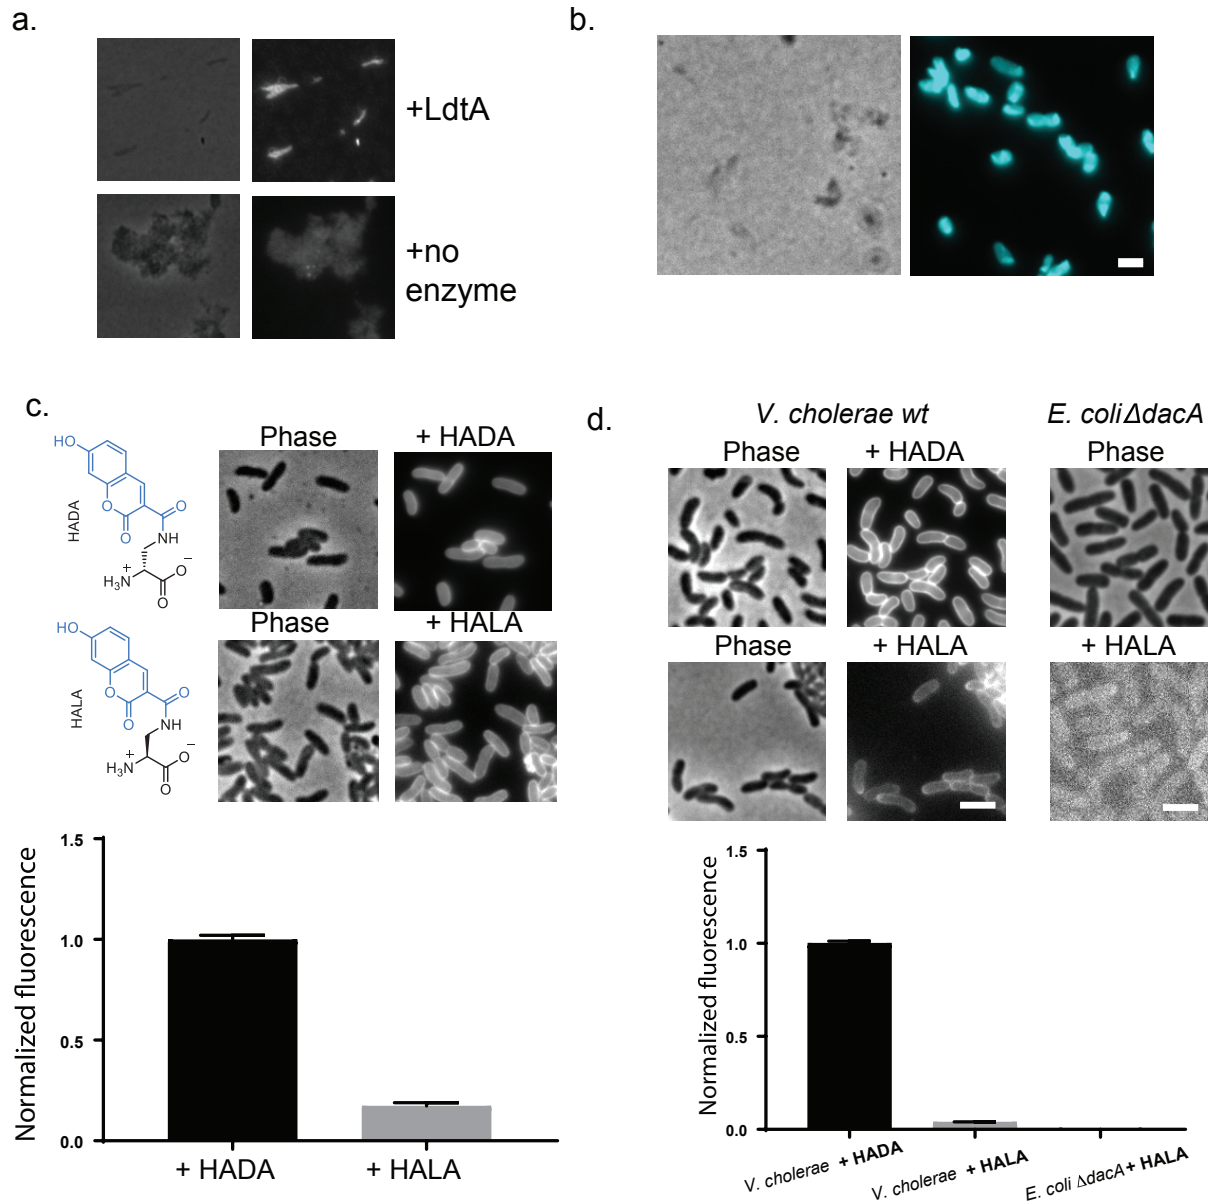 a.
+LdtA
+no
enzyme
b.
c.
HO
O
O
O
NH
HADA
H₃N
+
O
O
−
Phase
+ HADA
HO
O
O
O
NH
HALA
H₃N
+
O
O
−
Phase
+ HALA
Normalized fluorescence
1.5
1.0
0.5
0.0
+ HADA
+ HALA
d.
V. cholerae wt
E. coliΔdacA
Phase
+ HADA
Phase
Phase
+ HALA
+ HALA
Normalized fluorescence
1.5
1.0
0.5
0.0
V. cholerae + HADA
V. cholerae + HALA
E. coli ΔdacA + HALA